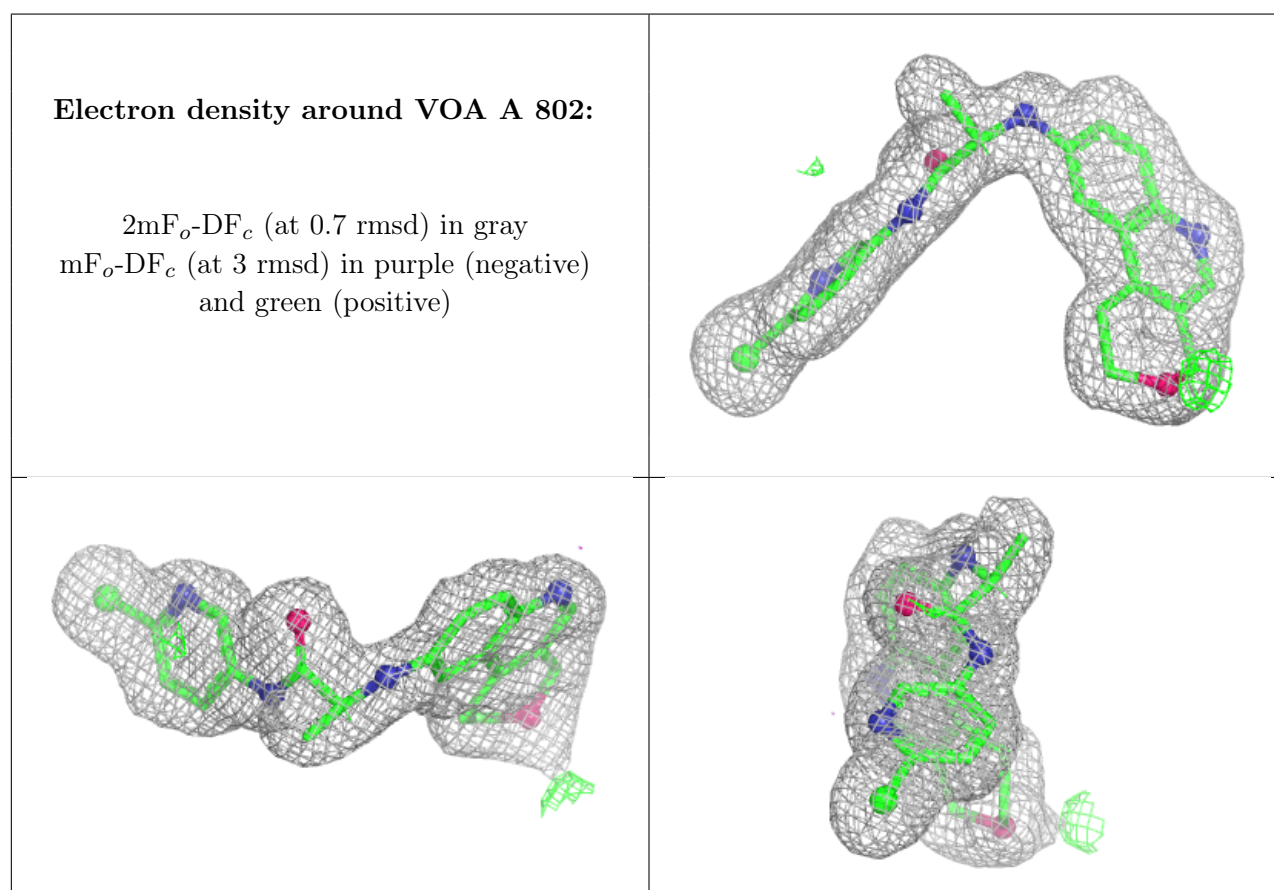 Electron density around VOA A 802:
2mFo-DFc (at 0.7 rmsd) in gray
mFo-DFc (at 3 rmsd) in purple (negative)
and green (positive)